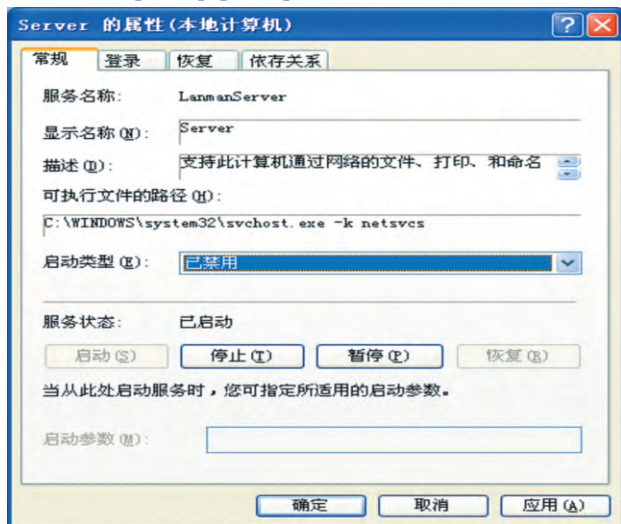 Server 的属性(本地计算机)
常规 登录 恢复 依存关系
服务名称: LanmanServer
显示名称(N): Server
描述(D): 支持此计算机通过网络的文件、打印、和命名
可执行文件的路径(H):
C:\WINDOWS\system32\svchost.exe -k netsvcs
启动类型(E): 已禁用
服务状态: 已启动
启动(S) 停止(T) 暂停(P) 恢复(R)
当从此处启动服务时，您可指定所适用的启动参数。
启动参数(M):
确定 取消 应用(A)